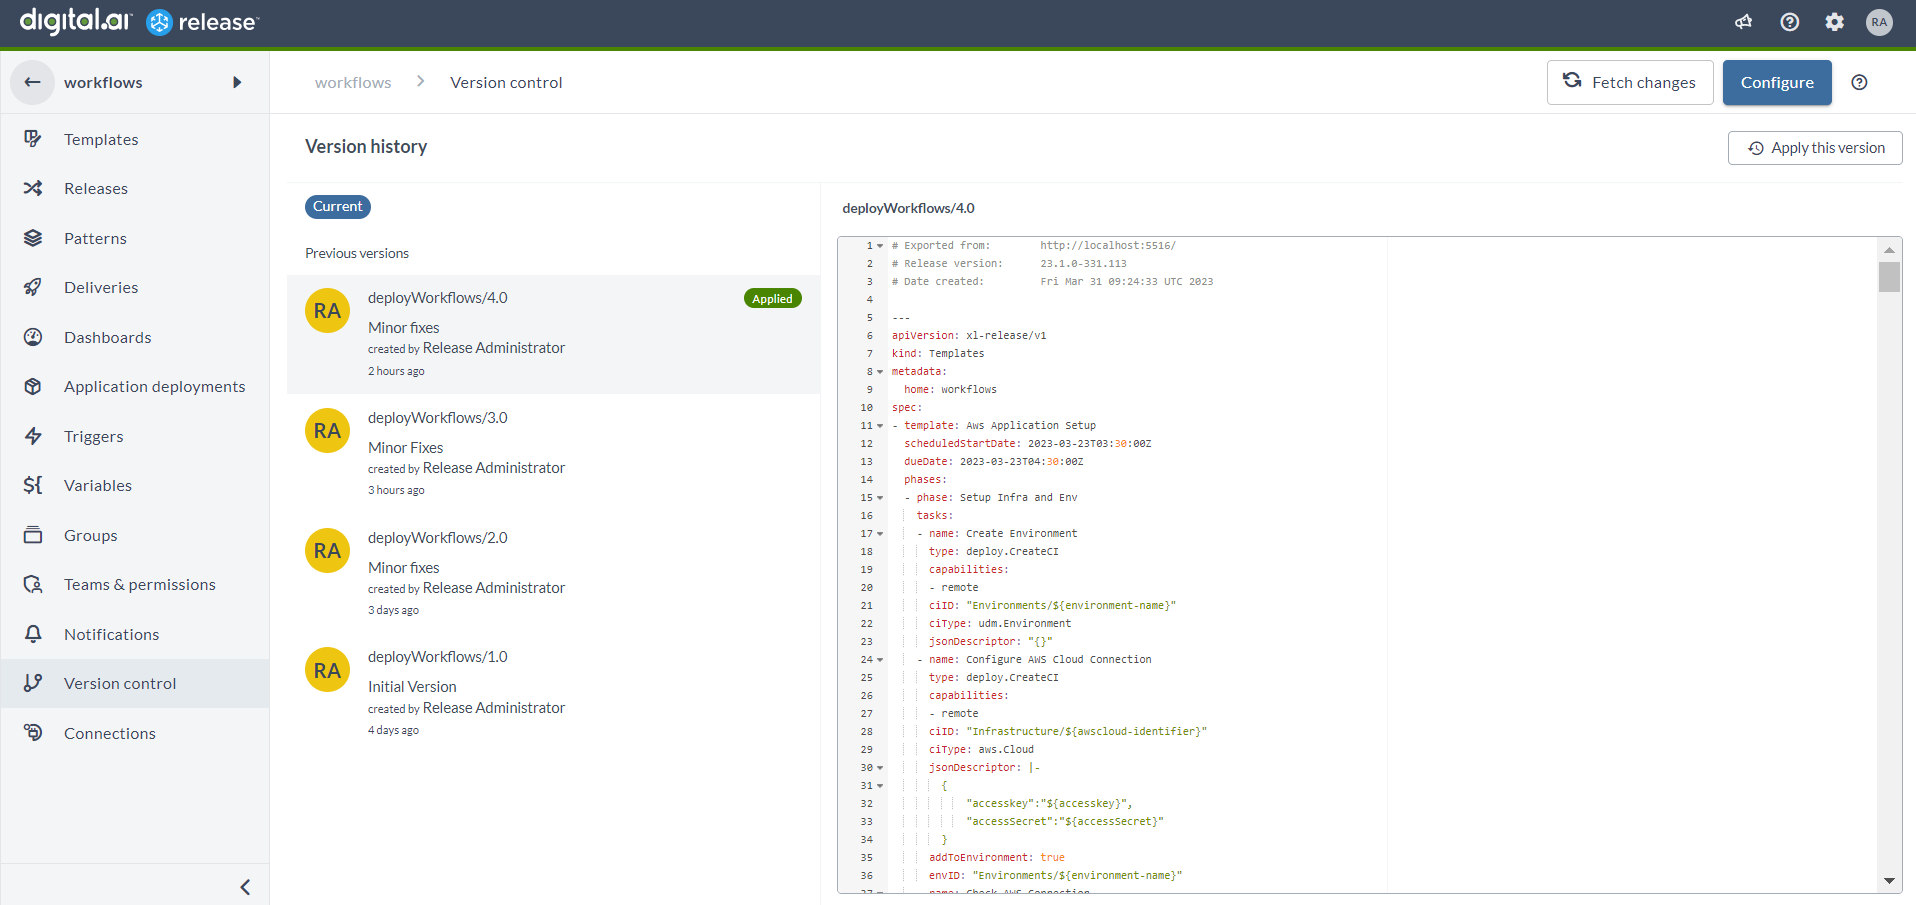 digital.ai release
RA
workflows
workflows
Version control
Fetch changes
Configure
Templates
Releases
Patterns
Deliveries
Dashboards
Application deployments
Triggers
Variables
Groups
Teams & permissions
Notifications
Version control
Connections
Version history
Apply this version
Current
Previous versions
RA
deployWorkflows/4.0
Applied
Minor fixes
created by Release Administrator
2 hours ago
RA
deployWorkflows/3.0
Minor Fixes
created by Release Administrator
3 hours ago
RA
deployWorkflows/2.0
Minor fixes
created by Release Administrator
3 days ago
RA
deployWorkflows/1.0
Initial Version
created by Release Administrator
4 days ago
deployWorkflows/4.0
1 # Exported from: http://localhost:5516/
2 # Release version: 23.1.0-331.113
3 # Date created: Fri Mar 31 09:24:33 UTC 2023
4
5 ---
6 apiVersion: xl-release/v1
7 kind: Templates
8 metadata:
9 home: workflows
10 spec:
11 - template: Aws Application Setup
12 scheduledStartDate: 2023-03-23T03:30:00Z
13 dueDate: 2023-03-23T04:30:00Z
14 phases:
15 - phase: Setup Infra and Env
16 tasks:
17 - name: Create Environment
18 type: deploy.CreateCI
19 capabilities:
20 - remote
21 ciID: "Environments/${environment-name}"
22 ciType: udm.Environment
23 jsonDescriptor: "{}"
24 - name: Configure AWS Cloud Connection
25 type: deploy.CreateCI
26 capabilities:
27 - remote
28 ciID: "Infrastructure/${awscloud-identifier}"
29 ciType: aws.Cloud
30 jsonDescriptor: |-
31 {
32 "accesskey":"${accesskey}",
33 "accessSecret":"${accessSecret}"
34 }
35 addToEnvironment: true
36 envID: "Environments/${environment-name}"
37 - name: Check AWS Connection